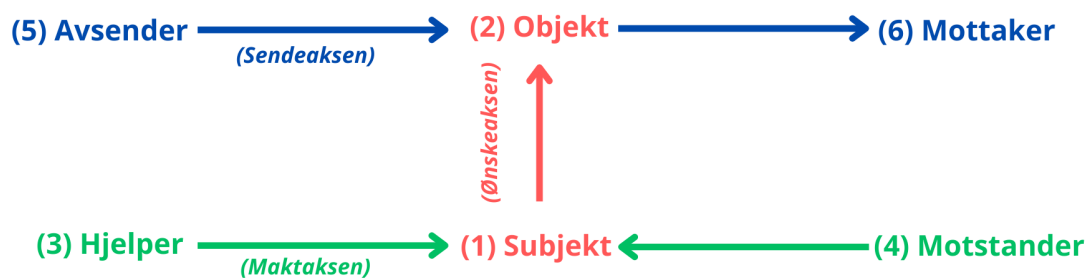 (5) Avsender
(Sendeaksen)
(2) Objekt
(6) Mottaker
(Ønskeaksen)
(3) Hjelper
(Maktaksen)
(1) Subjekt
(4) Motstander